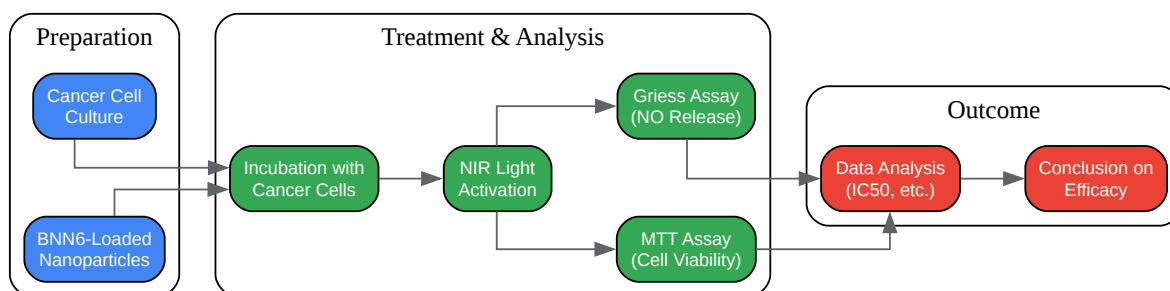 Preparation
Cancer Cell
Culture
BNN6-Loaded
Nanoparticles
Treatment & Analysis
Incubation with
Cancer Cells
NIR Light
Activation
Griess Assay
(NO Release)
MTT Assay
(Cell Viability)
Outcome
Data Analysis
(IC50, etc.)
Conclusion on
Efficacy